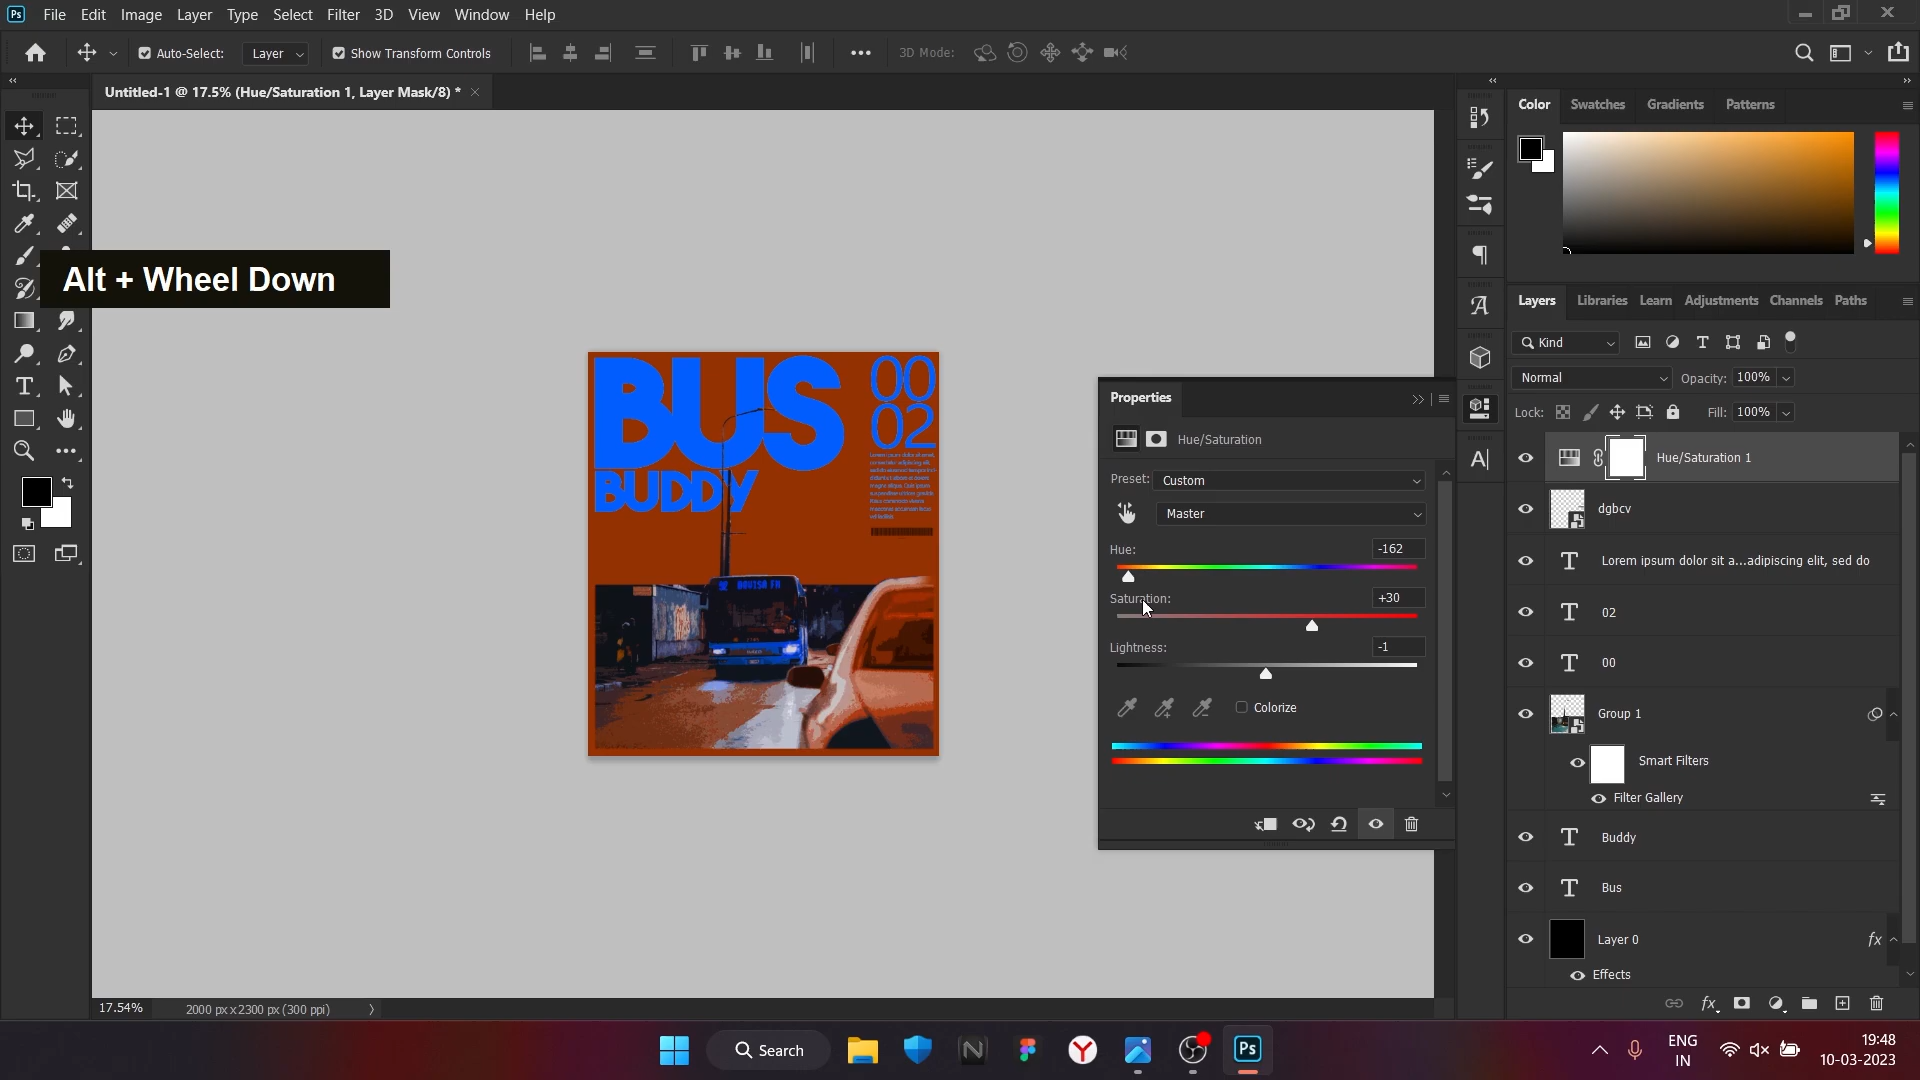 Ps File Edit Image Layer Type Select Filter 3D View Window Help
Auto-Select: Layer Show Transform Controls 3D Mode:
Untitled-1 @ 17.5% (Hue/Saturation 1, Layer Mask/8) *
Color Swatches Gradients Patterns
Alt + Wheel Down
Layers Libraries Learn Adjustments Channels Paths
Kind
Normal Opacity: 100%
Lock: Fill: 100%
BUS
BUDDY
00
02
Properties
Hue/Saturation
Preset: Custom
Master
Hue: -162
Saturation: +30
Lightness: -1
Colorize
Hue/Saturation 1
dgbcv
Lorem ipsum dolor sit a...adipiscing elit, sed do
02
00
Group 1
Smart Filters
Filter Gallery
Buddy
Bus
Layer 0 fx
Effects
17.54% 2000 px x 2300 px (300 ppi)
Search
Ps
ENG
IN
19:48
10-03-2023